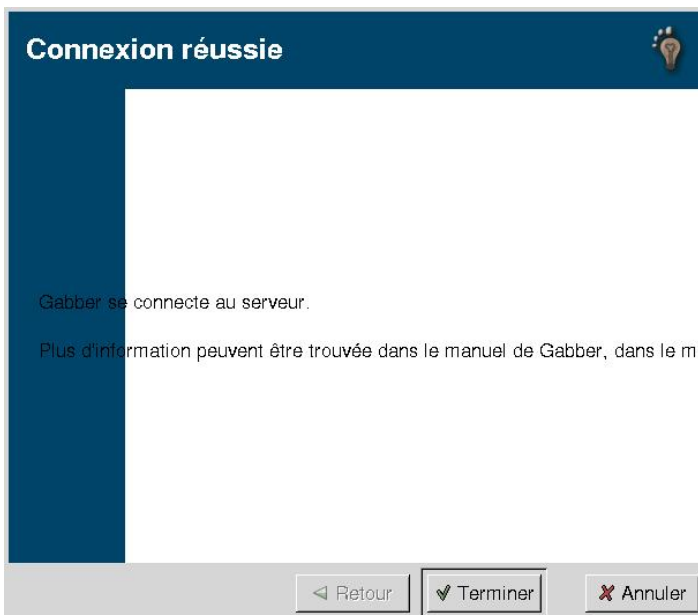 Connexion réussie
Gabber se connecte au serveur.
Plus d'information peuvent être trouvée dans le manuel de Gabber, dans le m
Retour
Terminer
Annuler